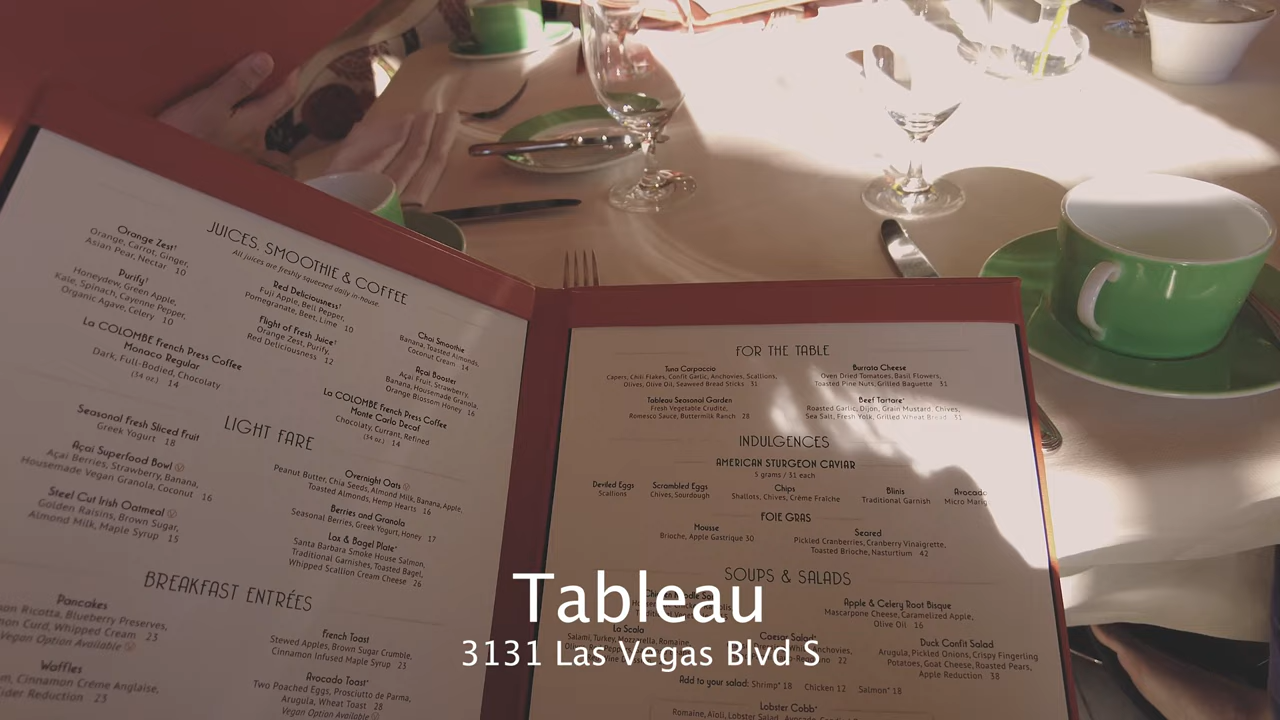 JUICES, SMOOTHIE & COFFEE
All juices are freshly squeezed daily in-house.
Orange Zest†
Orange, Carrot, Ginger,
Asian Pear, Nectar 10
Purify†
Honeydew, Green Apple,
Kale, Spinach, Cayenne Pepper,
Organic Agave, Celery 10
La COLOMBE French Press Coffee
Monaco Regular
Dark, Full-Bodied, Chocolaty
(34 oz.) 14
Red Deliciousness†
Fuji Apple, Bell Pepper,
Pomegranate, Beet, Lime 10
Flight of Fresh Juice†
Orange Zest, Purify,
Red Deliciousness 12
Chai Smoothie
Banana, Toasted Almonds,
Coconut Cream 14
Açai Booster
Açai Fruit, Strawberry,
Banana, Housemade Granola,
Orange Blossom Honey 16
La COLOMBE French Press Coffee
Monte Carlo Decaf
Chocolaty, Currant, Refined
(34 oz.) 14
LIGHT FARE
Seasonal Fresh Sliced Fruit
Greek Yogurt 18
Açai Superfood Bowl
Açai Berries, Strawberry, Banana,
Housemade Vegan Granola, Coconut 16
Steel Cut Irish Oatmeal
Golden Raisins, Brown Sugar,
Almond Milk, Maple Syrup 15
Overnight Oats
Peanut Butter, Chia Seeds, Almond Milk, Banana, Apple,
Toasted Almonds, Hemp Hearts 16
Berries and Granola
Seasonal Berries, Greek Yogurt, Honey 17
Lox & Bagel Plate*
Santa Barbara Smoke House Salmon,
Traditional Garnishes, Toasted Bagel,
Whipped Scallion Cream Cheese 26
BREAKFAST ENTRÉES
Pancakes
Ricotta, Blueberry Preserves,
Curd, Whipped Cream 23
Vegan Option Available
Waffles
Cinnamon Créme Anglaise,
Cider Reduction 23
French Toast
Stewed Apples, Brown Sugar Crumble,
Cinnamon Infused Maple Syrup 23
Avocado Toast*
Two Poached Eggs, Prosciutto de Parma,
Arugula, Wheat Toast 28
Vegan Option Available
FOR THE TABLE
Tuna Carpaccio
Capers, Chili Flakes, Confit Garlic, Anchovies, Scallions,
Olives, Olive Oil, Seaweed Bread Sticks 31
Burrata Cheese
Oven Dried Tomatoes, Basil Flowers,
Toasted Pine Nuts, Grilled Baguette 31
Tableau Seasonal Garden
Fresh Vegetable Crudité,
Romesco Sauce, Buttermilk Ranch 28
Beef Tartare*
Roasted Garlic, Dijon, Grain Mustard, Chives,
Sea Salt, Fresh Yolk, Grilled Wheat Bread 31
INDULGENCES
AMERICAN STURGEON CAVIAR
5 grams / 31 each
Deviled Eggs
Scallions
Scrambled Eggs
Chives, Sourdough
Chips
Shallots, Chives, Crème Fraîche
Blinis
Traditional Garnish
Avocado
Micro
FOIE GRAS
Mousse
Brioche, Apple Gastrique 30
Seared
Pickled Cranberries, Cranberry Vinaigrette,
Toasted Brioche, Nasturtium 42
SOUPS & SALADS
Apple & Celery Root Bisque
Mascarpone Cheese, Caramelized Apple,
Olive Oil 16
La Scala
Salami, Turkey, Mozzarella, Romaine,
Caesar Salad*
Anchovies,
22
Duck Confit Salad
Arugula, Pickled Onions, Crispy Fingerling
Potatoes, Goat Cheese, Roasted Pears,
Apple Reduction 38
Add to your salad: Shrimp* 18 Chicken 12 Salmon* 18
Lobster Cobb*
Romaine, Aïoli, Lobster Salad,
Tableau
3131 Las Vegas Blvd S